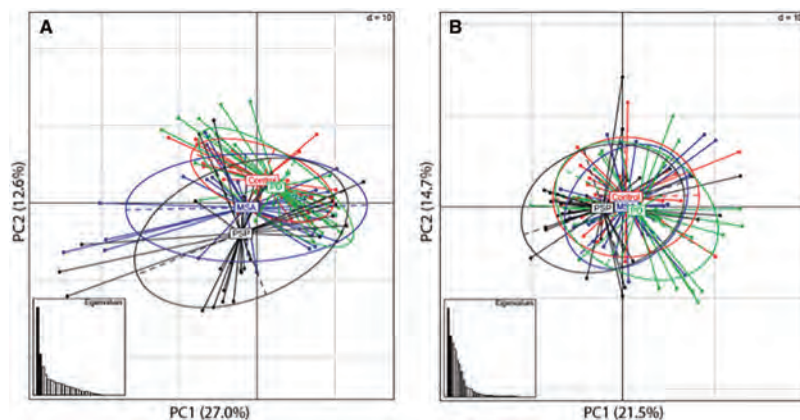 A
d = 10
PC2 (12.6%)
Control
PD
MSA
PSP
Eigenvalues
PC1 (27.0%)
B
d = 10
PC2 (14.7%)
Control
PSP
PD
Eigenvalues
PC1 (21.5%)